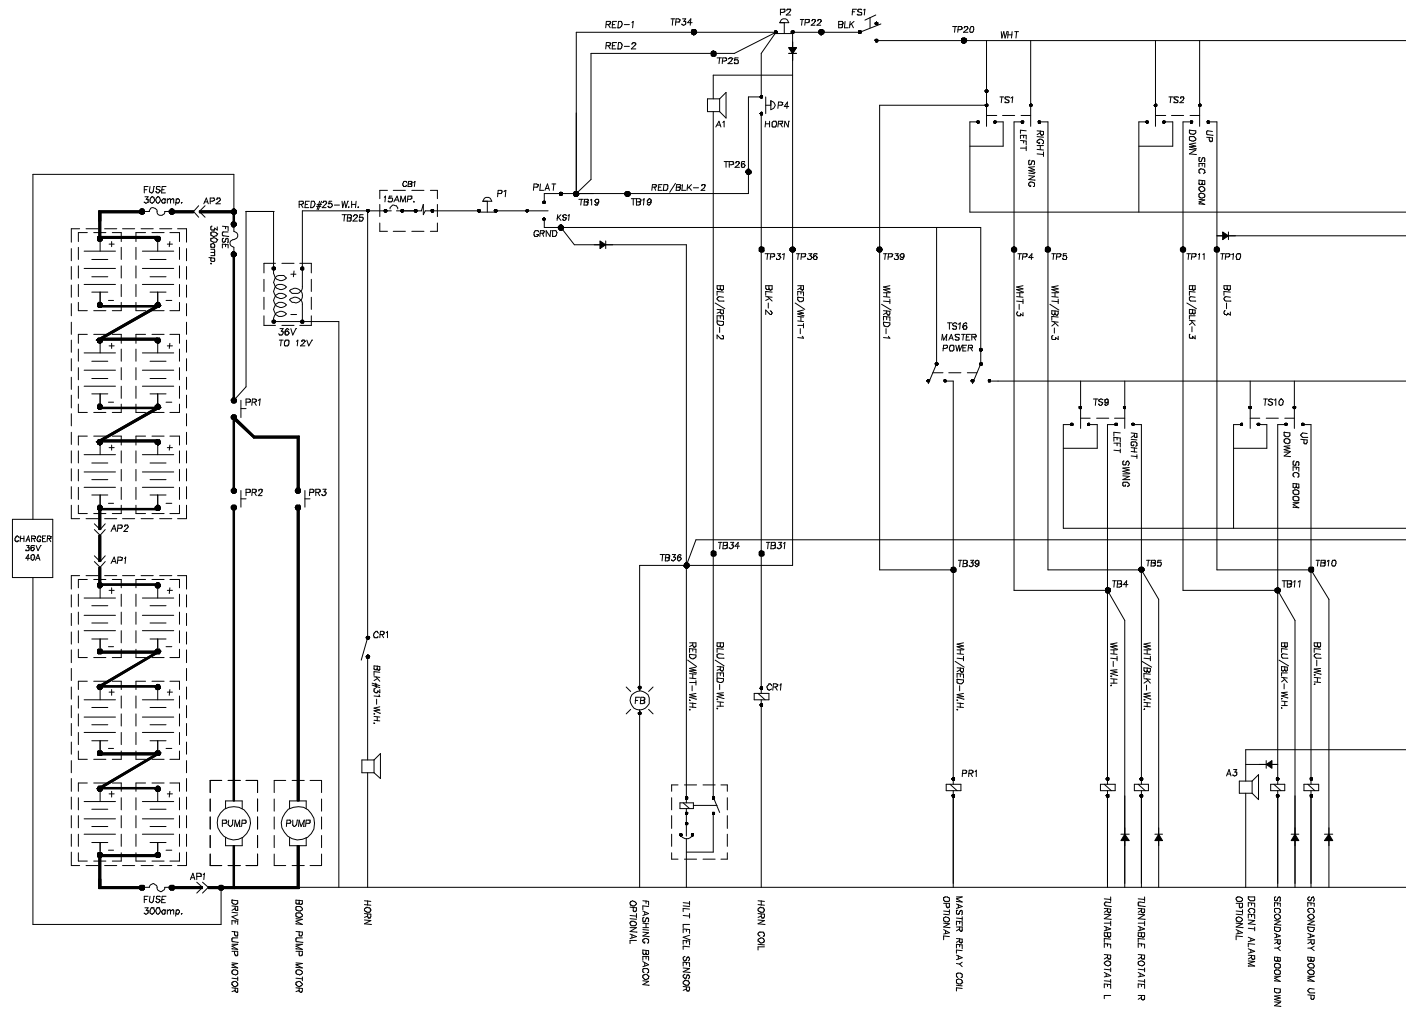 P2
FS1
RED-1
TP34
TP22
BLK
TP20
WHT
RED-2
TP25
A1
P4
HORN
TS1
RIGHT
LEFT SWING
TS2
UP
DOWN SEC BOOM
FUSE
300amp.
AP2
FUSE
300amp.
RED#25-W.H.
TB25
CB1
15AMP.
P1
PLAT
KS1
GRND
TB19
TB19
RED/BLK-2
TP26
+
-
36V
TO 12V
TP31
TP36
TP39
TP4
TP5
TP11
TP10
BLU/RED-2
BLK-2
RED/WHT-1
WHT/RED-1
WHT-3
WHT/BLK-3
BLU/BLK-3
BLU-3
TS16
MASTER
POWER
TS9
RIGHT
LEFT SWING
TS10
UP
DOWN SEC BOOM
+
+
-
-
+
+
-
-
+
+
-
-
PR1
PR2
PR3
CHARGER
36V
40A
AP2
AP1
TB36
TB34
TB31
TB39
TB4
TB5
TB11
TB10
+
+
-
-
+
+
-
-
+
+
-
-
CR1
BLK#31-W.H.
FB
RED/WHT-W.H.
BLU/RED-W.H.
CR1
WHT/RED-W.H.
PR1
WHT-W.H.
WHT/BLK-W.H.
BLU/BLK-W.H.
BLU-W.H.
A3
PUMP
PUMP
AP1
FUSE
300amp.
DRIVE PUMP MOTOR
BOOM PUMP MOTOR
HORN
FLASHING BEACON
OPTIONAL
TILT LEVEL SENSOR
HORN COIL
MASTER RELAY COIL
OPTIONAL
TURNTABLE ROTATE L
TURNTABLE ROTATE R
DECENT ALARM
OPTIONAL
SECONDARY BOOM DWN
SECONDARY BOOM UP